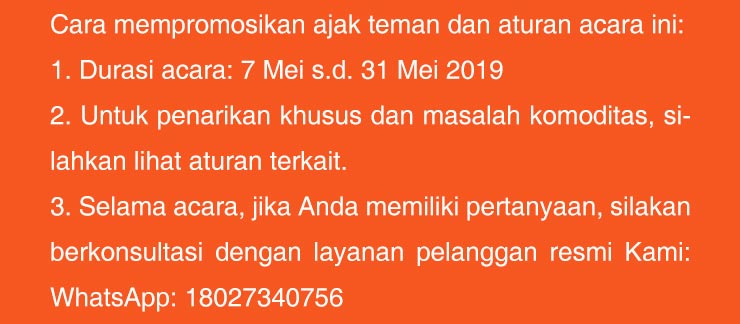 Cara mempromosikan ajak teman dan aturan acara ini:
1. Durasi acara: 7 Mei s.d. 31 Mei 2019
2. Untuk penarikan khusus dan masalah komoditas, si-
lahkan lihat aturan terkait.
3. Selama acara, jika Anda memiliki pertanyaan, silakan
berkonsultasi dengan layanan pelanggan resmi Kami:
WhatsApp: 18027340756